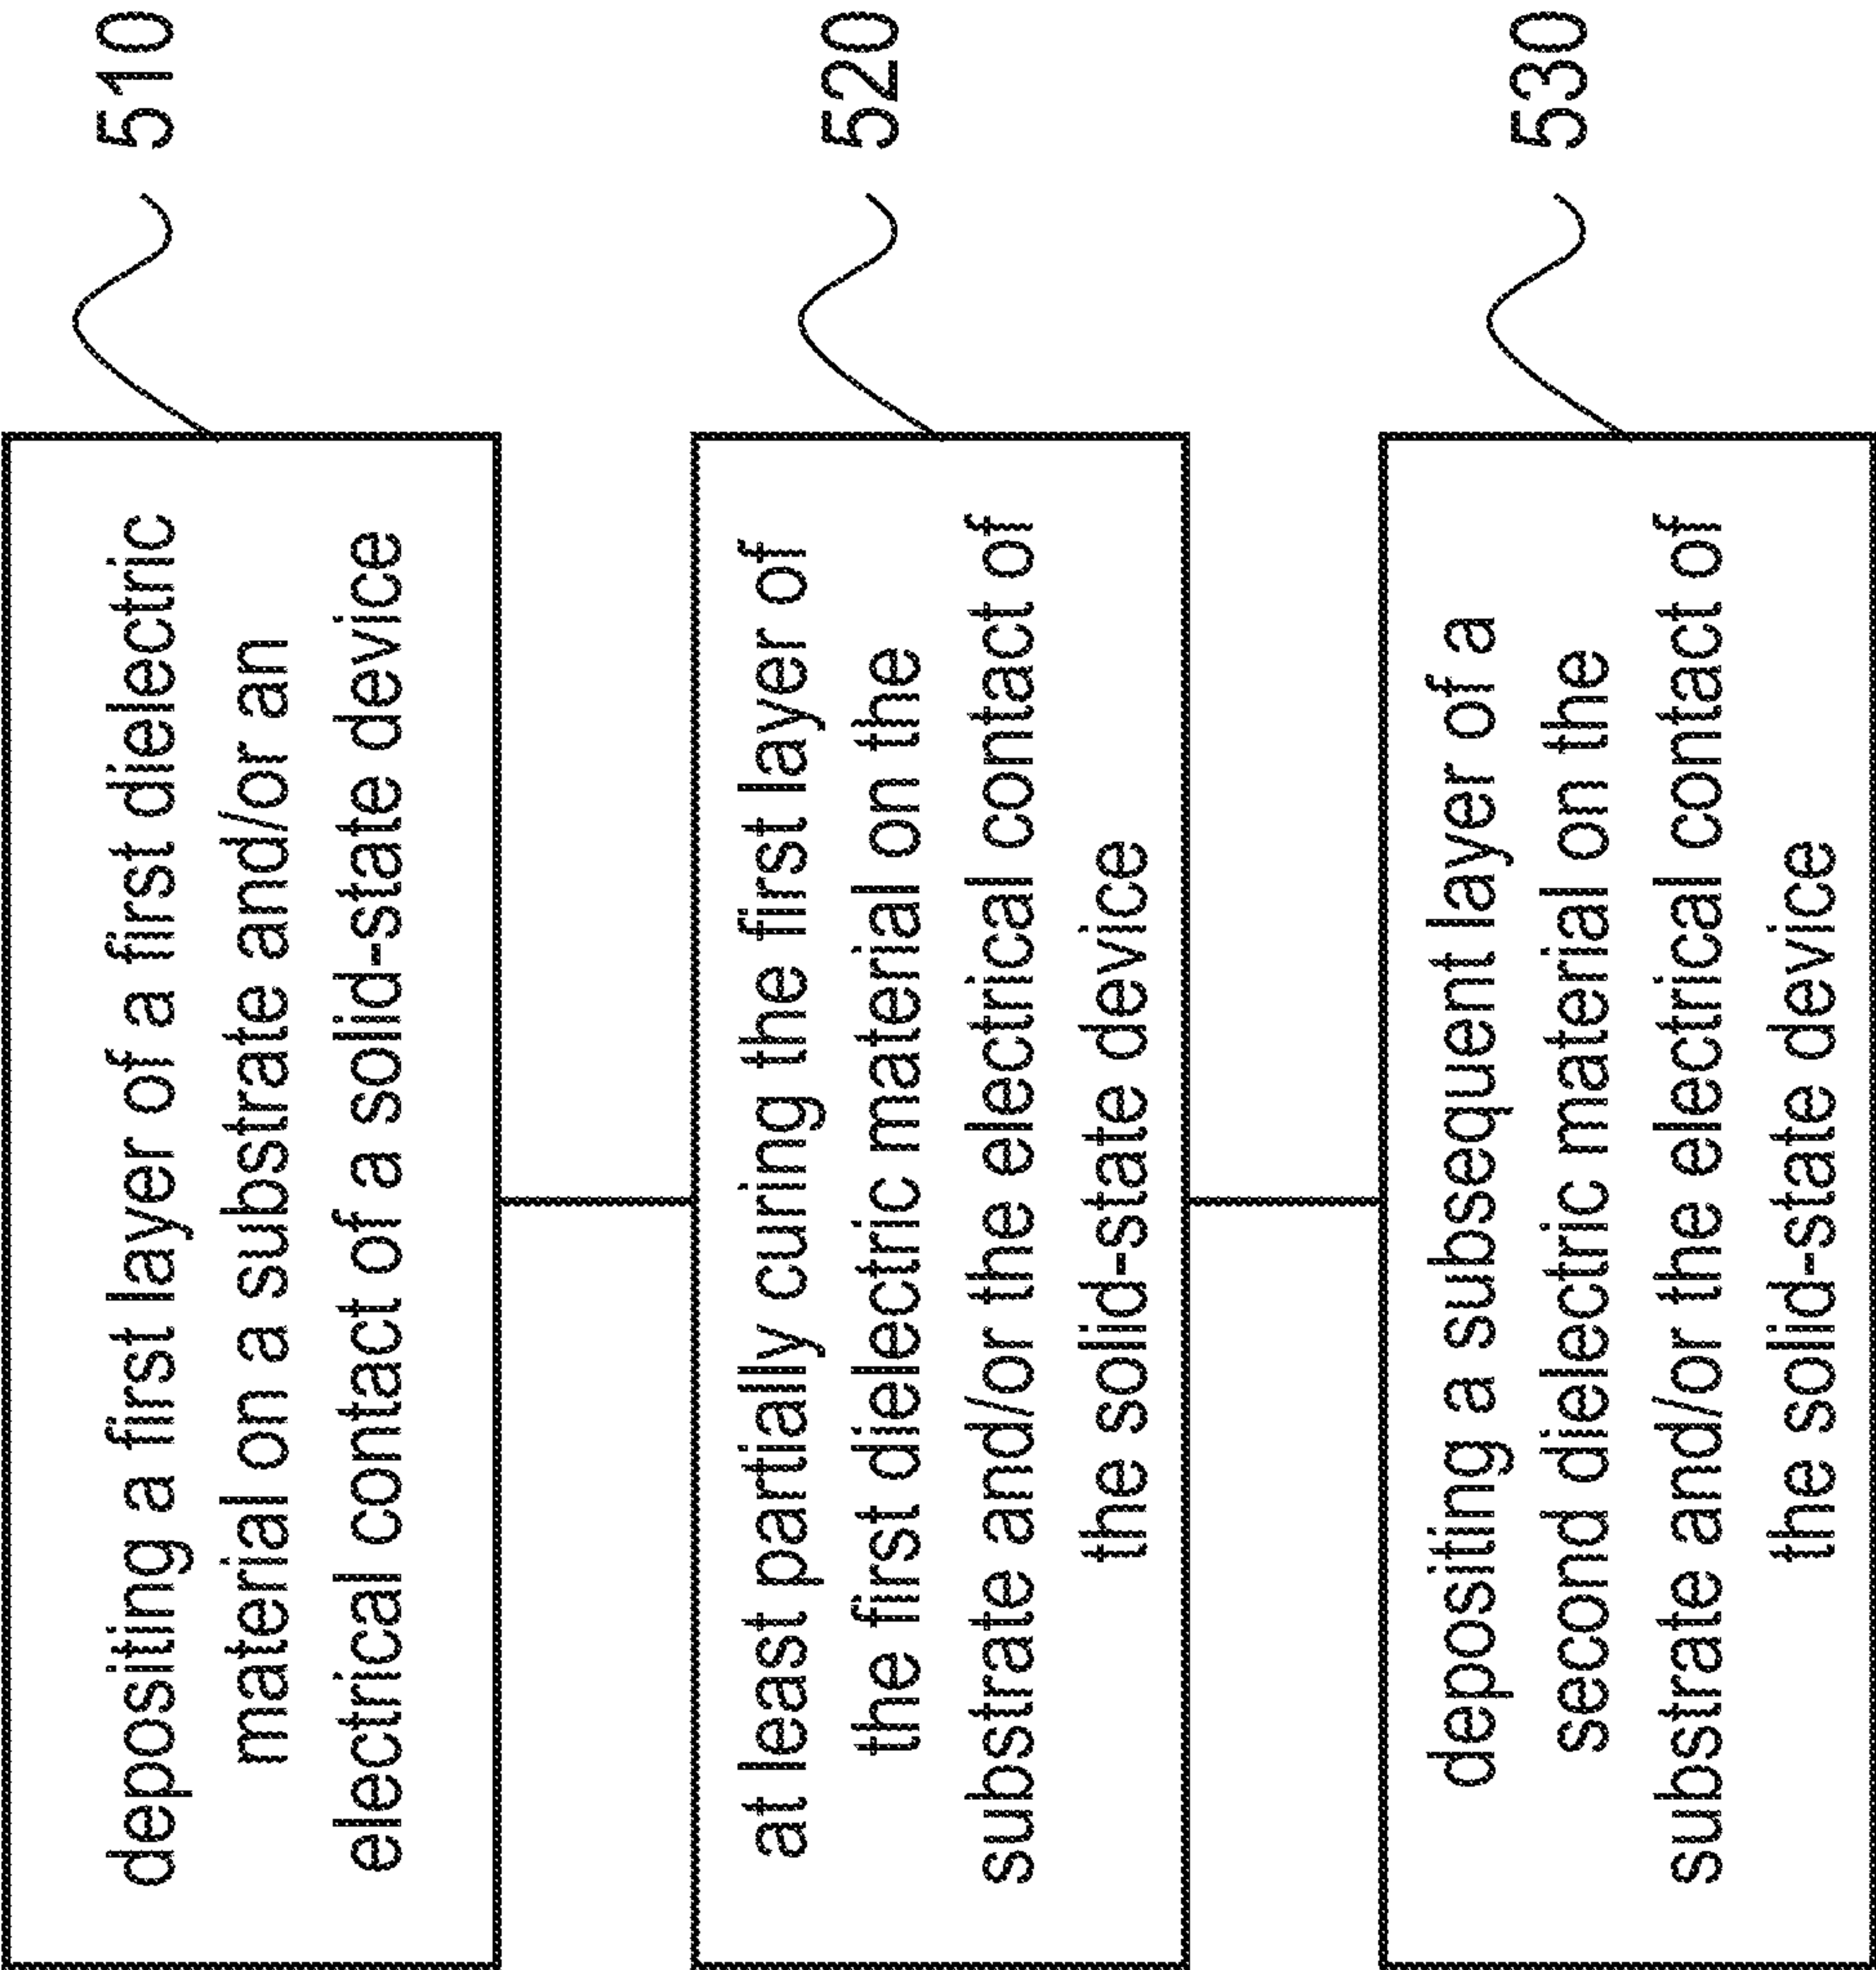 depositing a first layer of a first dielectric
material on a substrate and/or an
electrical contact of a solid-state device
510
at least partially curing the first layer of
the first dielectric material on the
substrate and/or the electrical contact of
the solid-state device
520
depositing a subsequent layer of a
second dielectric material on the
substrate and/or the electrical contact of
the solid-state device
530